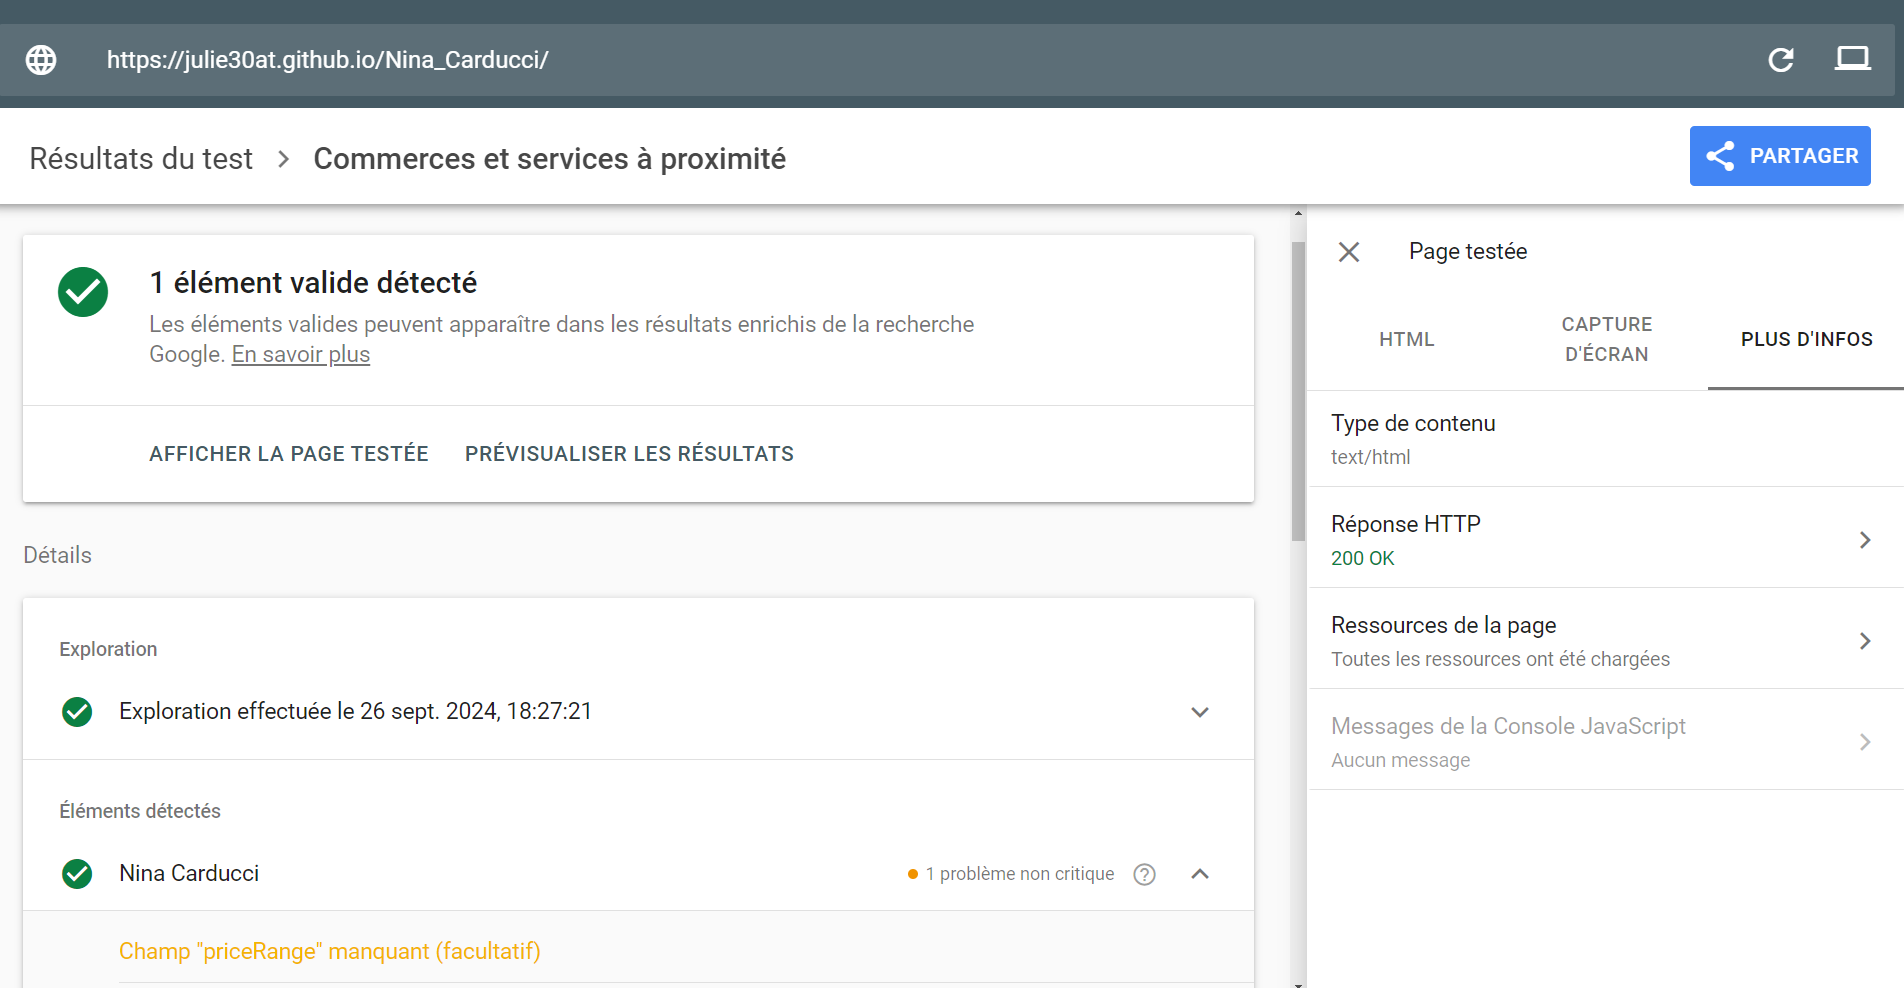 https://julie30at.github.io/Nina_Carducci/
Résultats du test > Commerces et services à proximité
PARTAGER
1 élément valide détecté
Les éléments valides peuvent apparaître dans les résultats enrichis de la recherche
Google. En savoir plus
AFFICHER LA PAGE TESTÉE PRÉVISUALISER LES RÉSULTATS
Détails
Exploration
Exploration effectuée le 26 sept. 2024, 18:27:21
Éléments détectés
Nina Carducci
1 problème non critique
Champ "priceRange" manquant (facultatif)
Page testée
HTML
CAPTURE
D'ÉCRAN
PLUS D'INFOS
Type de contenu
text/html
Réponse HTTP
200 OK
Ressources de la page
Toutes les ressources ont été chargées
Messages de la Console JavaScript
Aucun message